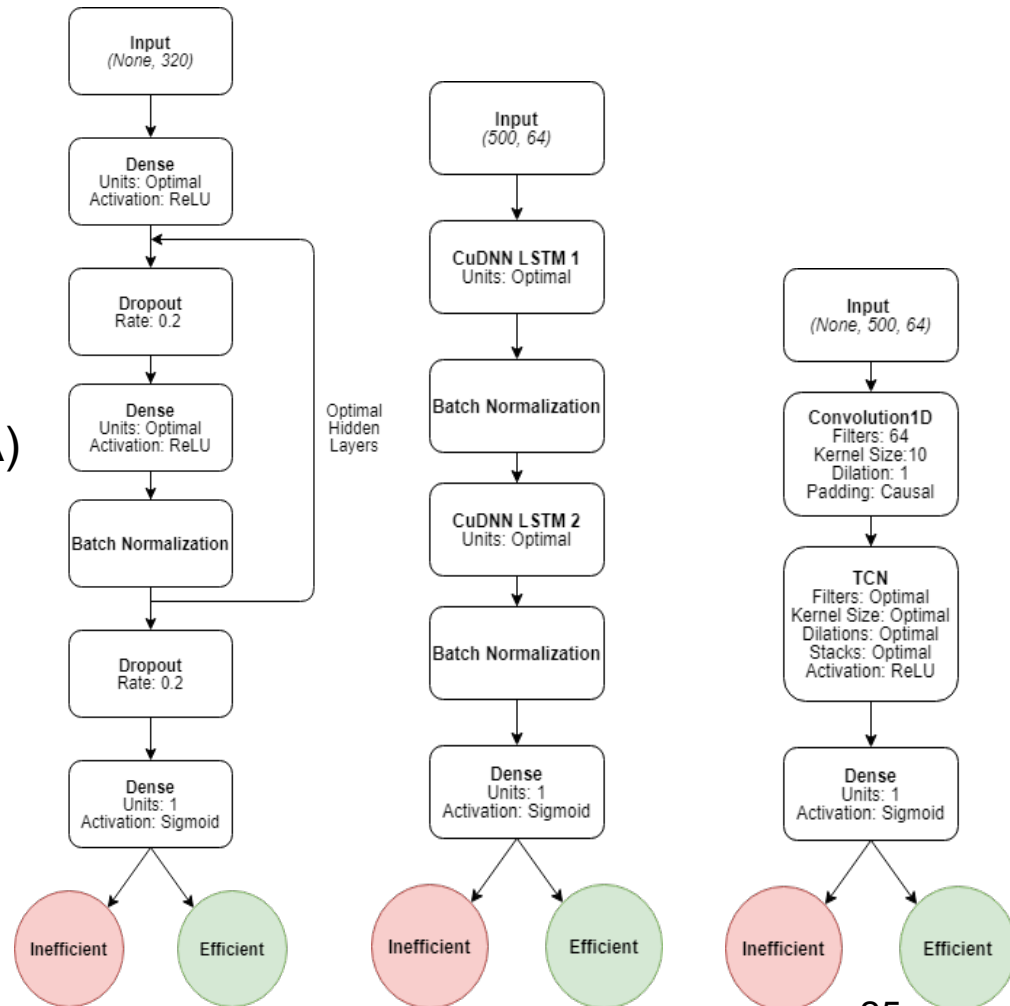 Input
(None, 320)
Dense
Units: Optimal
Activation: ReLU
Dropout
Rate: 0.2
Dense
Units: Optimal
Activation: ReLU
Batch Normalization
Optimal
Hidden
Layers
Dropout
Rate: 0.2
Dense
Units: 1
Activation: Sigmoid
Inefficient
Efficient
Input
(500, 64)
CuDNN LSTM 1
Units: Optimal
Batch Normalization
CuDNN LSTM 2
Units: Optimal
Batch Normalization
Dense
Units: 1
Activation: Sigmoid
Inefficient
Efficient
Input
(None, 500, 64)
Convolution1D
Filters: 64
Kernel Size:10
Dilation: 1
Padding: Causal
TCN
Filters: Optimal
Kernel Size: Optimal
Dilations: Optimal
Stacks: Optimal
Activation: ReLU
Dense
Units: 1
Activation: Sigmoid
Inefficient
Efficient